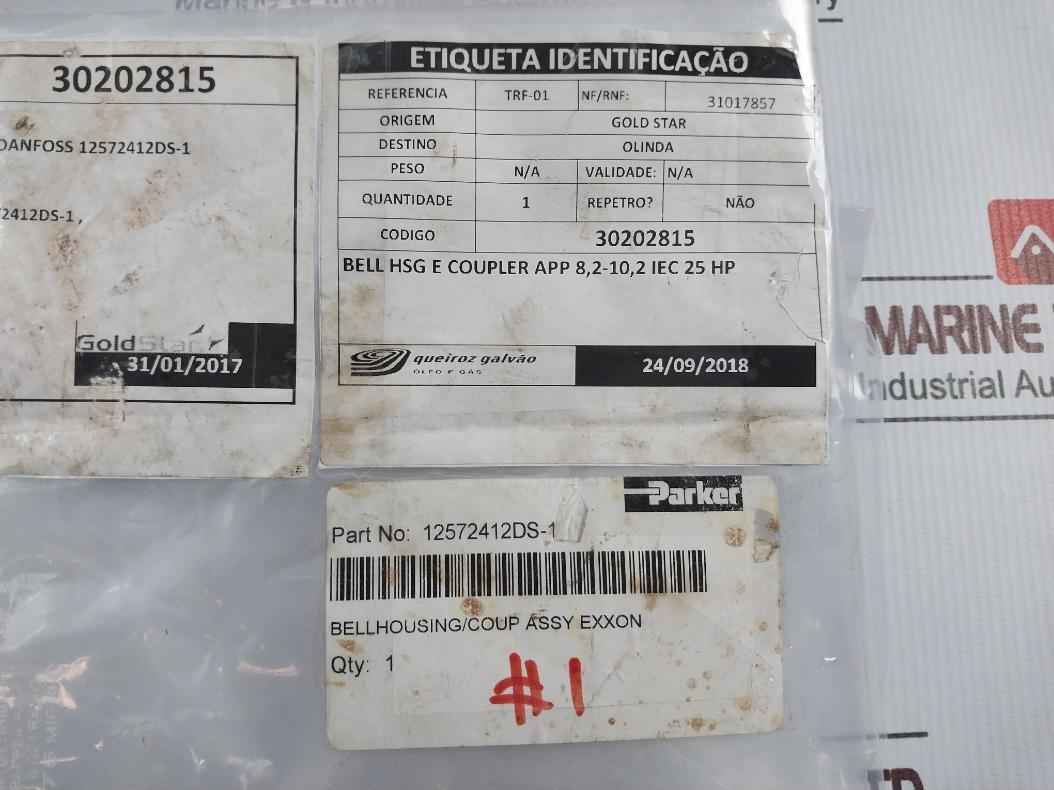 30202815
DANFOSS 12572412DS-1
2412DS-1,
GoldStar
31/01/2017
ETIQUETA IDENTIFICAÇÃO
REFERENCIA TRF-01 NF/RNF: 31017857
ORIGEM GOLD STAR
DESTINO OLINDA
PESO N/A VALIDADE: N/A
QUANTIDADE 1 REPETRO? NÃO
CODIGO 30202815
BELL HSG E COUPLER APP 8,2-10,2 IEC 25 HP
queiroz galvão
ÓLEO E GÁS
24/09/2018
Parker
Part No: 12572412DS-1
BELLHOUSING/COUP ASSY EXXON
Qty: 1
#1
MARINE
Industrial Au